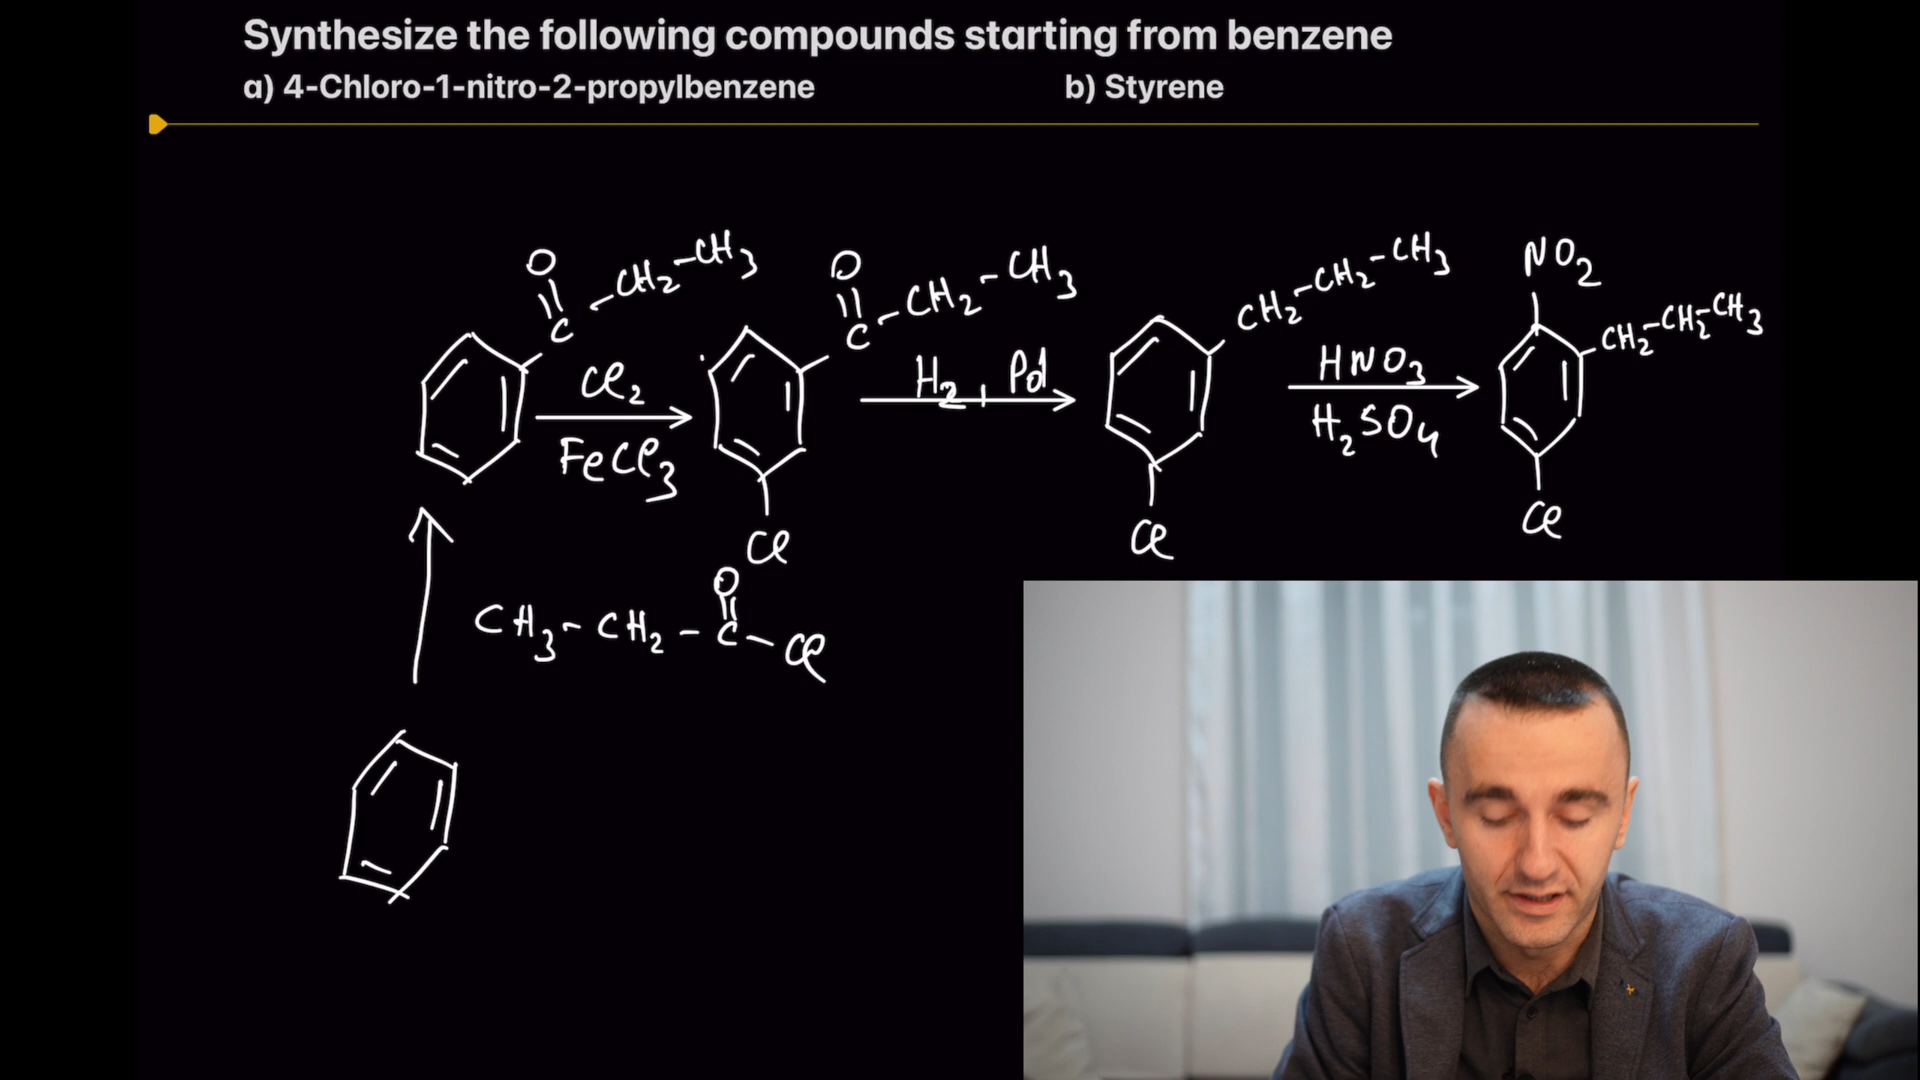 Synthesize the following compounds starting from benzene
a) 4-Chloro-1-nitro-2-propylbenzene
b) Styrene
O
C-CH2-CH3
Cl2
FeCl3
O
C-CH2-CH3
Cl
H2, Pd
CH2-CH2-CH3
Cl
HNO3
H2SO4
NO2
CH2-CH2-CH3
Cl
O
CH3-CH2-C-Cl